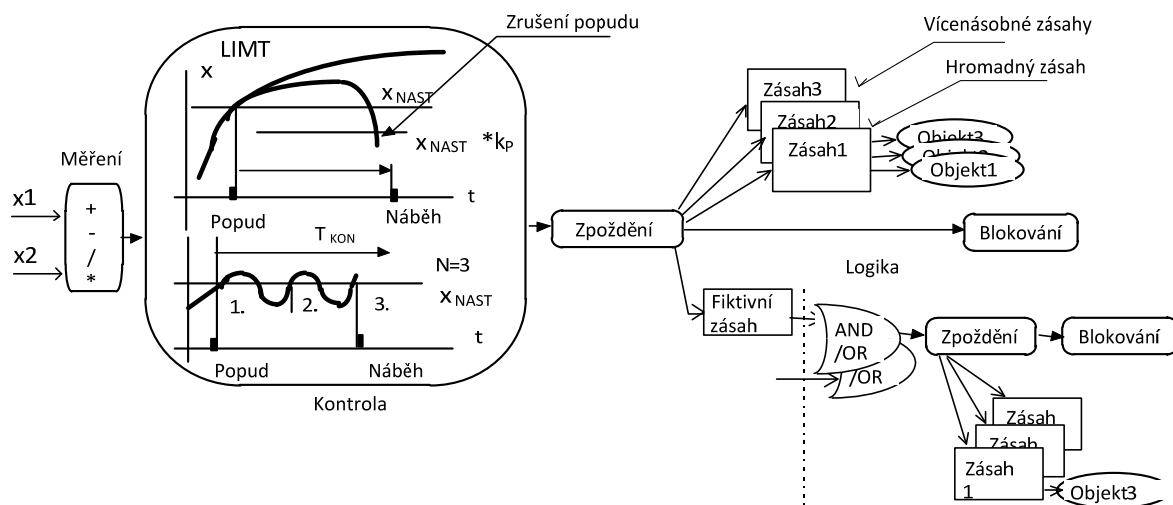 Zrušení popudu
LIMT
x
x NAST
x NAST *kP
t
Popud
Náběh
T KON
N=3
x NAST
1.
2.
3.
t
Popud
Náběh
Kontrola
Měření
x1
x2
+
-
/
*
Zpoždění
Vícenásobné zásahy
Hromadný zásah
Zásah3
Zásah2
Zásah1
Objekt3
Objekt1
Blokování
Logika
Fiktivní
zásah
AND
/OR
/OR
Zpoždění
Blokování
Zásah
Zásah
Zásah
1
Objekt3